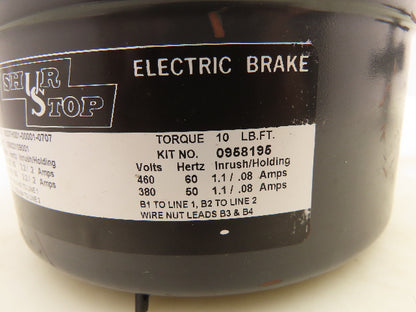 SHUR
STOP
ELECTRIC BRAKE
TORQUE 10 LB.FT.
KIT NO. 0958195
Inrush/Holding
Volts Hertz Inrush/Holding
460 60 1.1 / .08 Amps
380 50 1.1 / .08 Amps
B1 TO LINE 1, B2 TO LINE 2
WIRE NUT LEADS B3 & B4